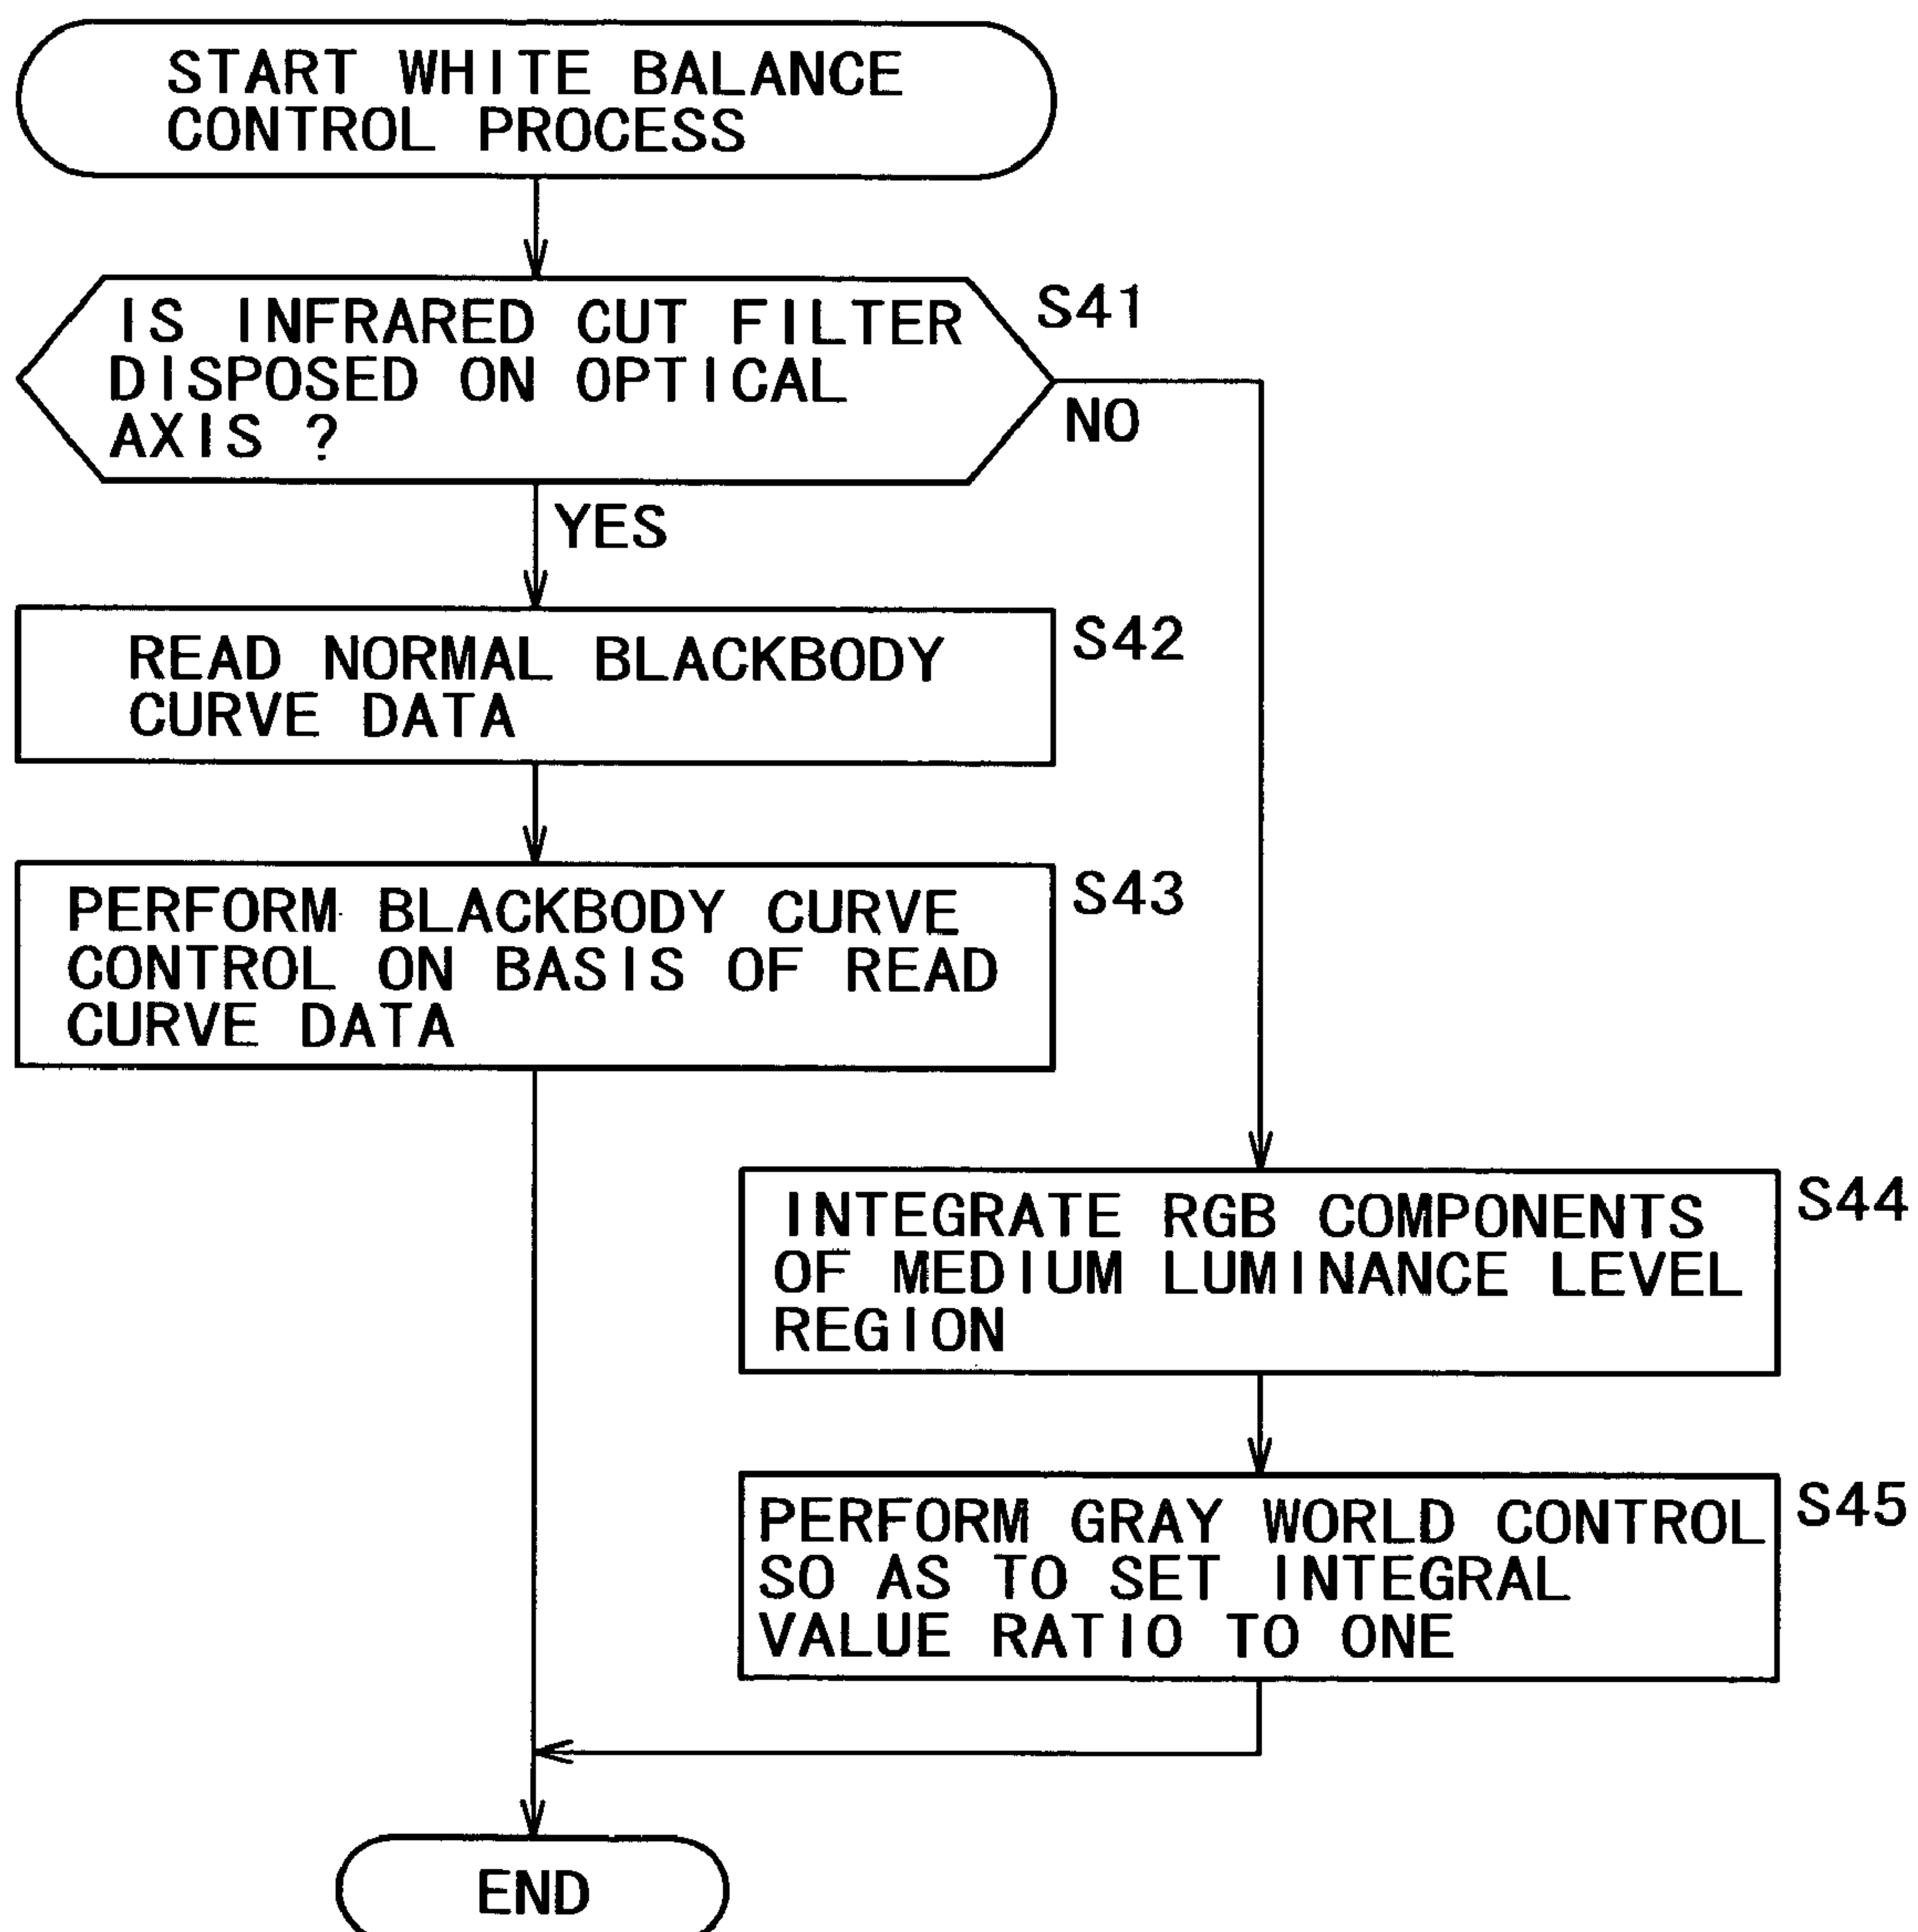 START WHITE BALANCE
CONTROL PROCESS
IS INFRARED CUT FILTER
DISPOSED ON OPTICAL
AXIS ?
S41
NO
YES
READ NORMAL BLACKBODY
CURVE DATA
S42
PERFORM BLACKBODY CURVE
CONTROL ON BASIS OF READ
CURVE DATA
S43
INTEGRATE RGB COMPONENTS
OF MEDIUM LUMINANCE LEVEL
REGION
S44
PERFORM GRAY WORLD CONTROL
SO AS TO SET INTEGRAL
VALUE RATIO TO ONE
S45
END